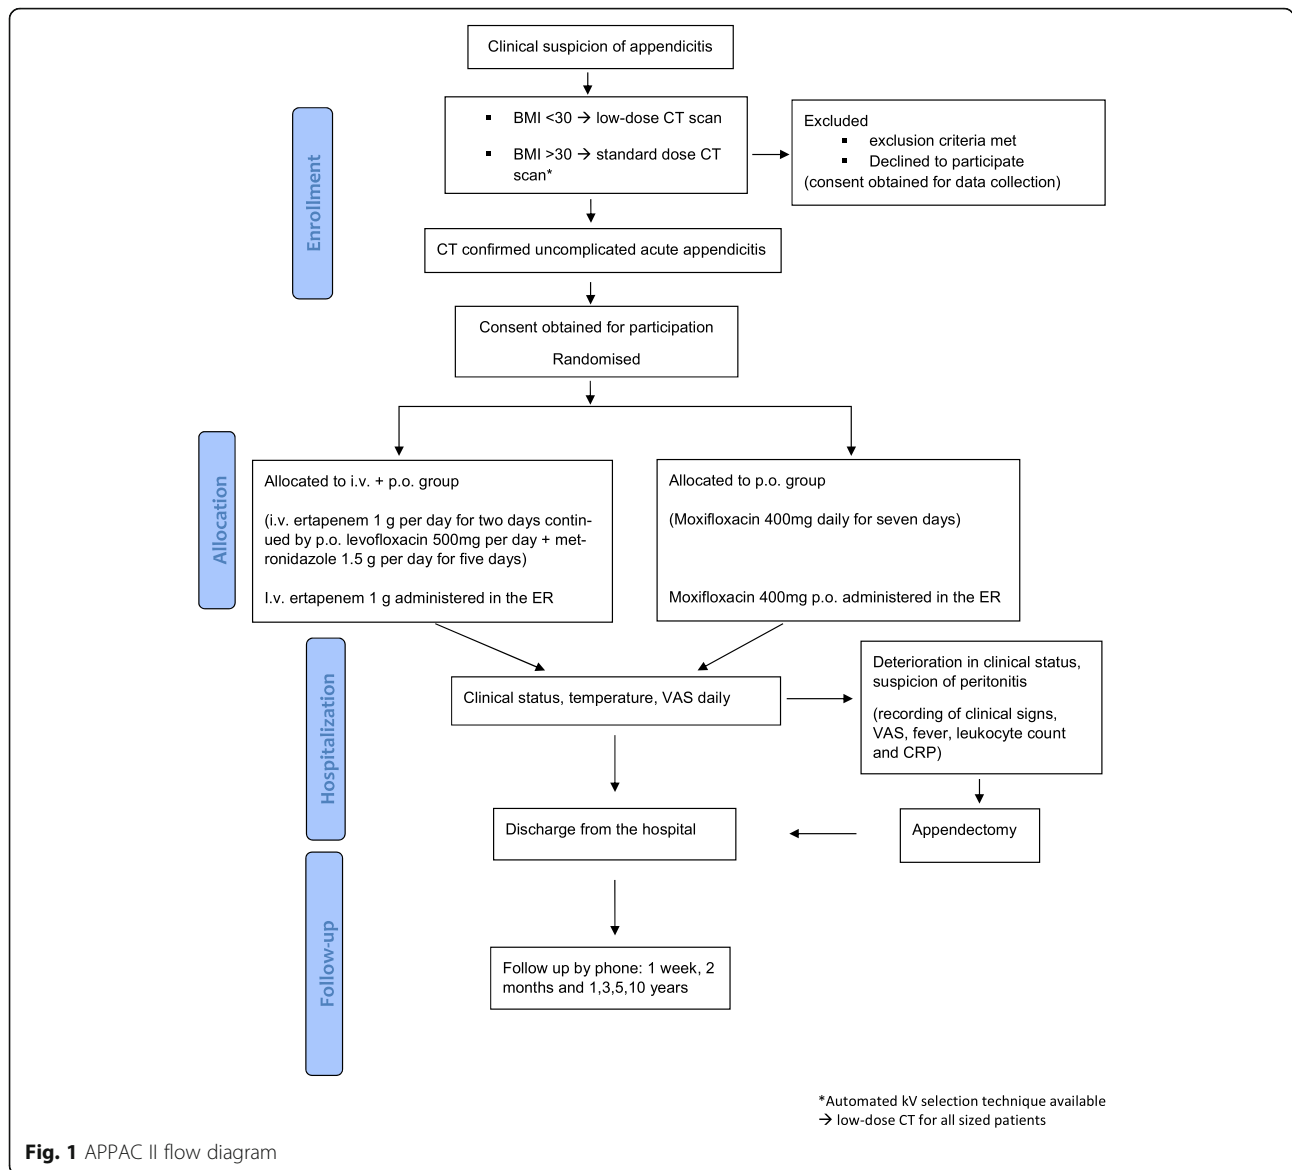 Clinical suspicion of appendicitis
Enrollment
▪ BMI <30 → low-dose CT scan
▪ BMI >30 → standard dose CT
scan*
Excluded
▪ exclusion criteria met
▪ Declined to participate
(consent obtained for data collection)
CT confirmed uncomplicated acute appendicitis
Consent obtained for participation
Randomised
Allocation
Allocated to i.v. + p.o. group
(i.v. ertapenem 1 g per day for two days contin-
ued by p.o. levofloxacin 500mg per day + met-
ronidazole 1.5 g per day for five days)
I.v. ertapenem 1 g administered in the ER
Allocated to p.o. group
(Moxifloxacin 400mg daily for seven days)
Moxifloxacin 400mg p.o. administered in the ER
Hospitalization
Clinical status, temperature, VAS daily
Deterioration in clinical status,
suspicion of peritonitis
(recording of clinical signs,
VAS, fever, leukocyte count
and CRP)
Discharge from the hospital
Appendectomy
Follow-up
Follow up by phone: 1 week, 2
months and 1,3,5,10 years
*Automated kV selection technique available
→ low-dose CT for all sized patients
Fig. 1 APPAC II flow diagram